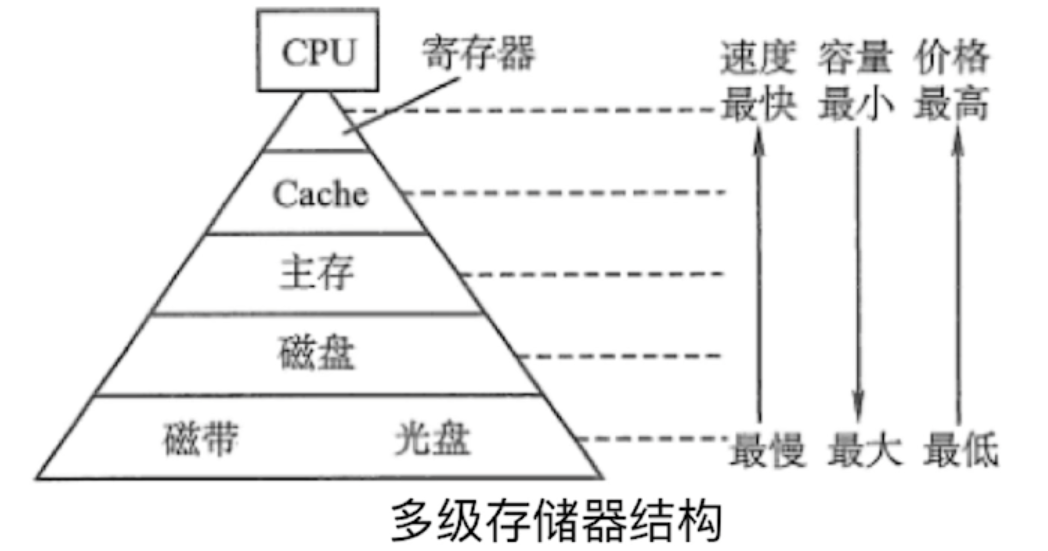 CPU
寄存器
速度 容量 价格
最快 最小 最高
Cache
主存
磁盘
磁带 光盘
最慢 最大 最低
多级存储器结构